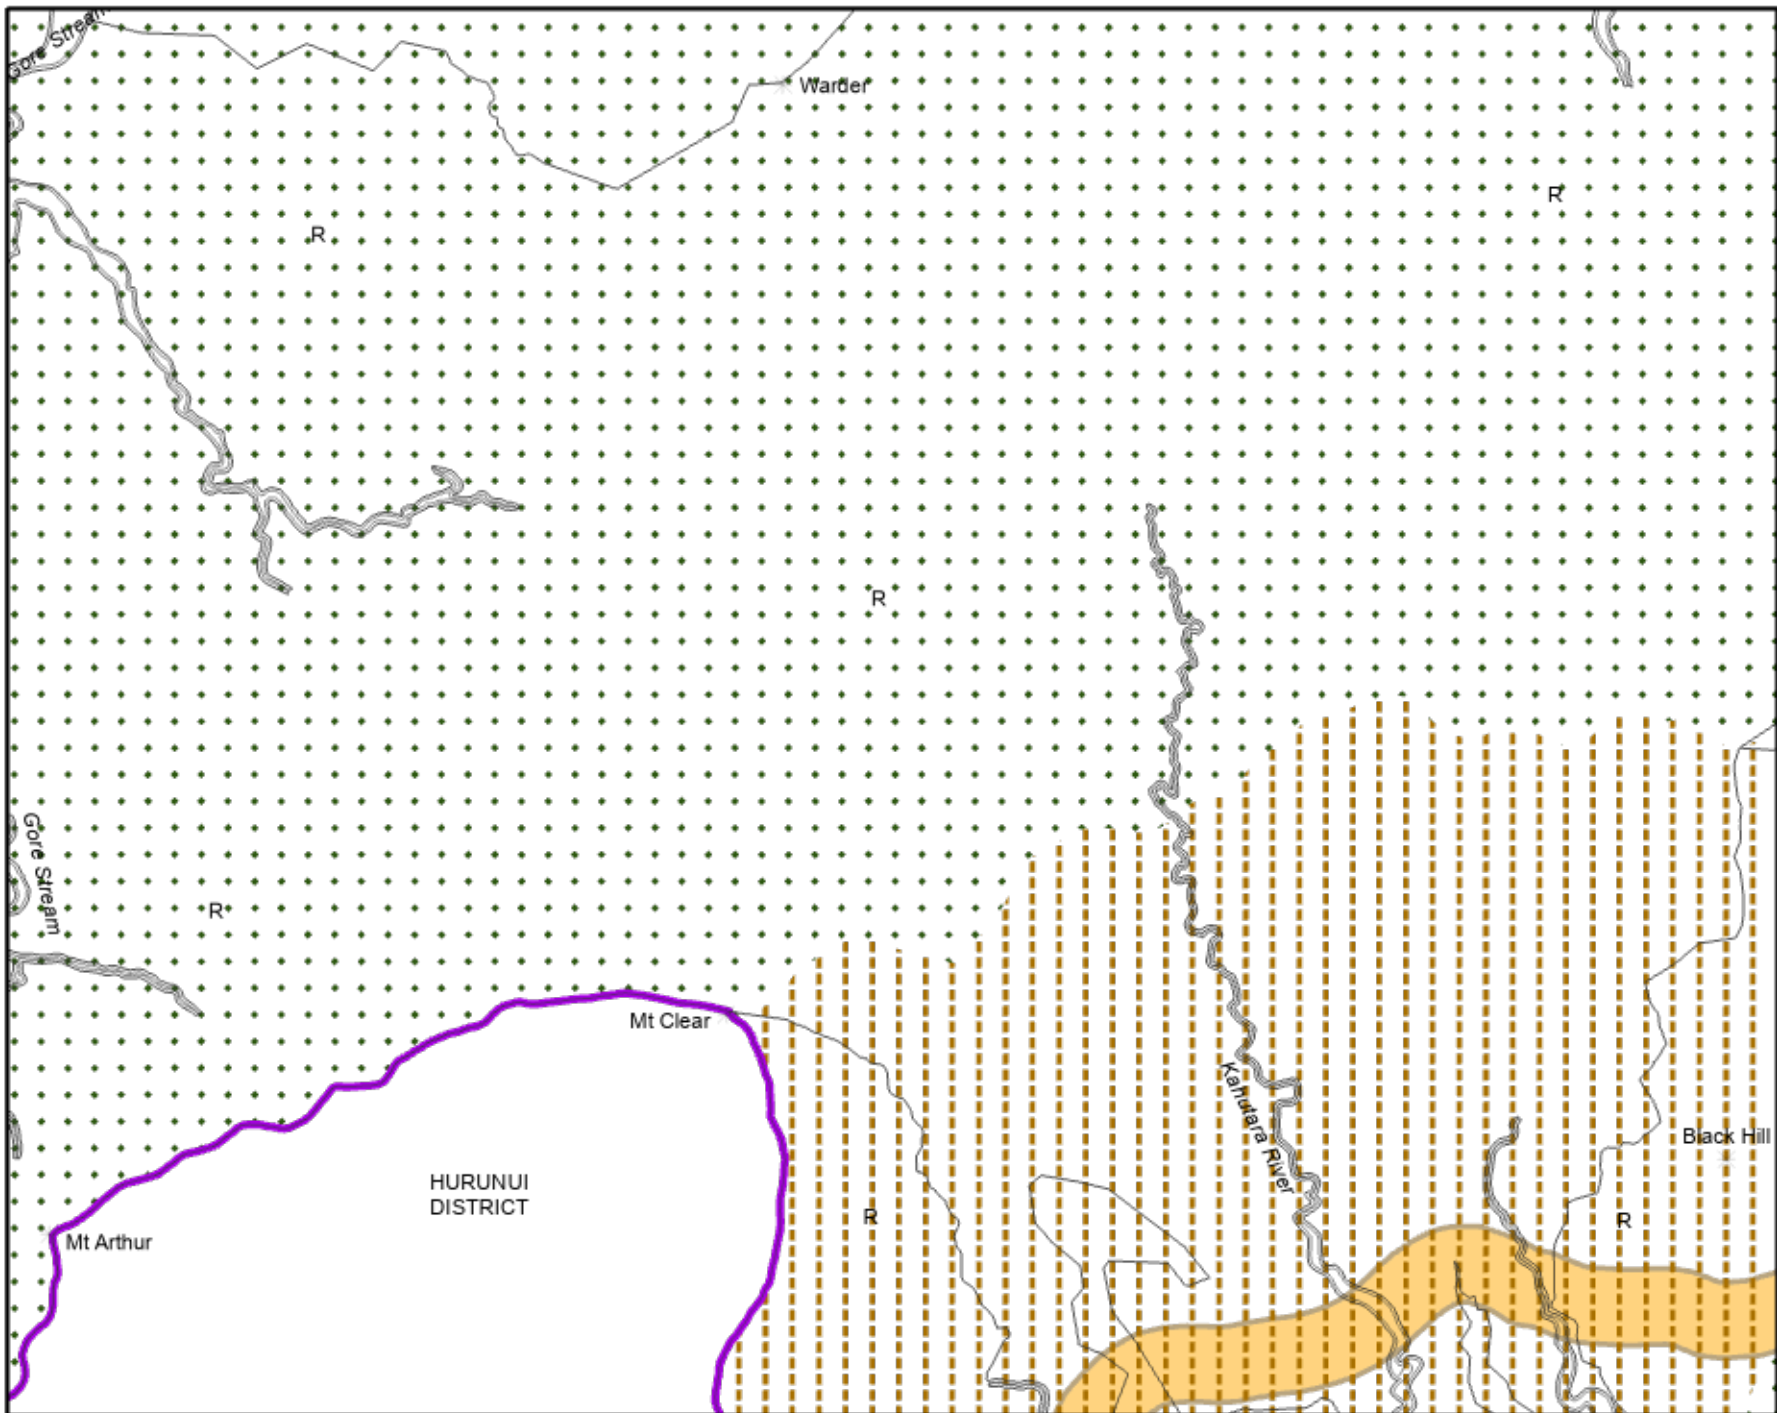 Gore Stream
Warder
R
R
R
Gore Stream
R
Mt Clear
Kahutara River
Black Hill
HURUNUI
DISTRICT
R
R
Mt Arthur